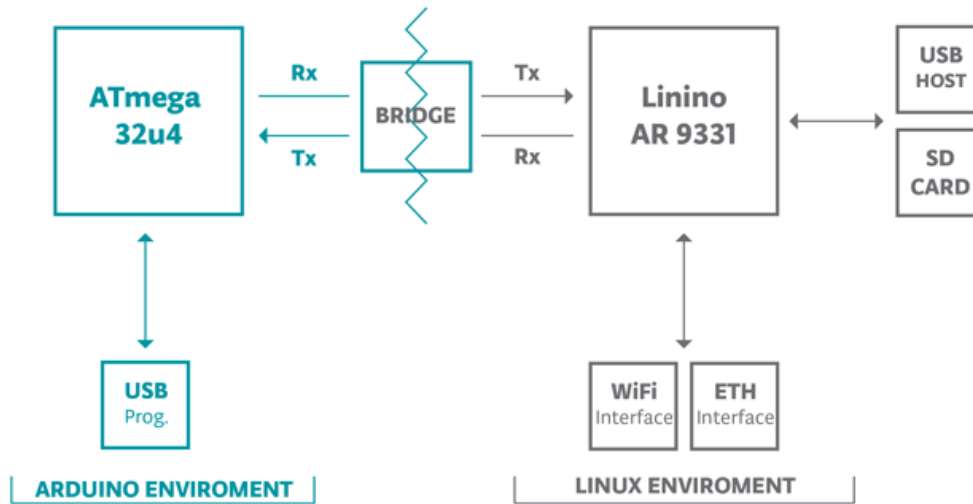 ATmega
32u4
Rx
Tx
BRIDGE
Tx
Rx
Linino
AR 9331
USB
HOST
SD
CARD
USB
Prog.
WiFi
Interface
ETH
Interface
ARDUINO ENVIROMENT
LINUX ENVIROMENT